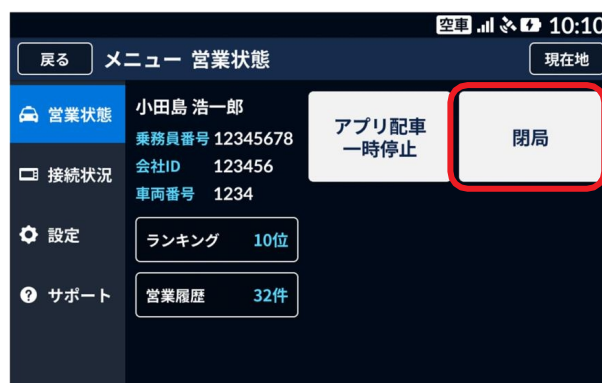 空車 10:10
戻る メニュー 営業状態 現在地
営業状態
接続状況
設定
サポート
小田島 浩一郎
乗務員番号 12345678
会社ID 123456
車両番号 1234
ランキング 10位
営業履歴 32件
アプリ配車
一時停止
閉局